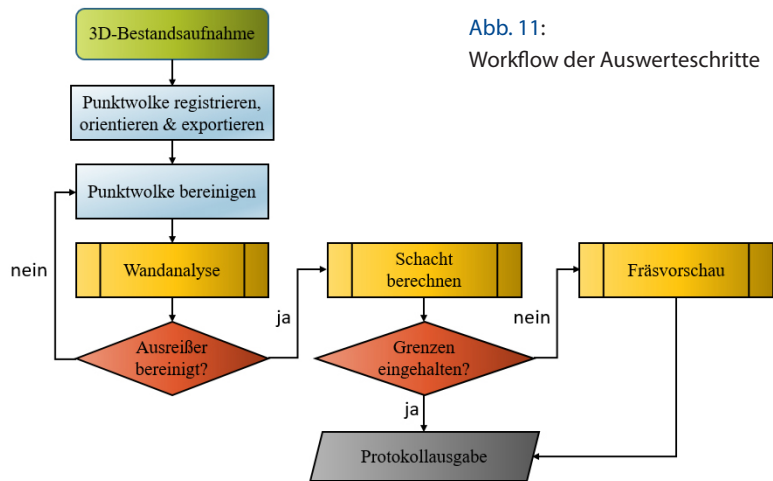 3D-Bestandsaufnahme
Abb. 11:
Workflow der Auswerteschritte
Punktwolke registrieren,
orientieren & exportieren
Punktwolke bereinigen
nein
Wandanalyse
Schacht
berechnen
Fräsvorschau
ja
nein
Ausreißer
bereinigt?
Grenzen
eingehalten?
ja
Protokollausgabe